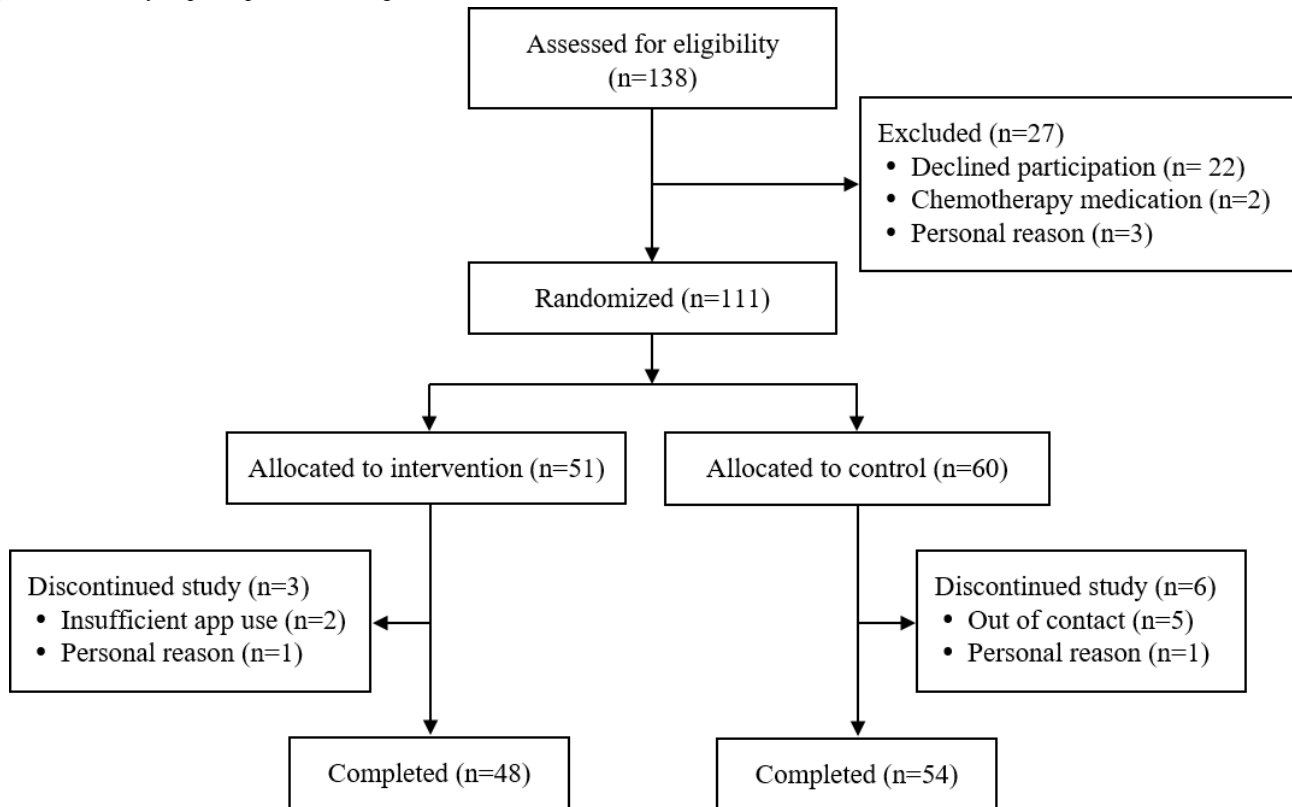 Assessed for eligibility
(n=138)
Excluded (n=27)
• Declined participation (n= 22)
• Chemotherapy medication (n=2)
• Personal reason (n=3)
Randomized (n=111)
Allocated to intervention (n=51)
Allocated to control (n=60)
Discontinued study (n=3)
• Insufficient app use (n=2)
• Personal reason (n=1)
Discontinued study (n=6)
• Out of contact (n=5)
• Personal reason (n=1)
Completed (n=48)
Completed (n=54)